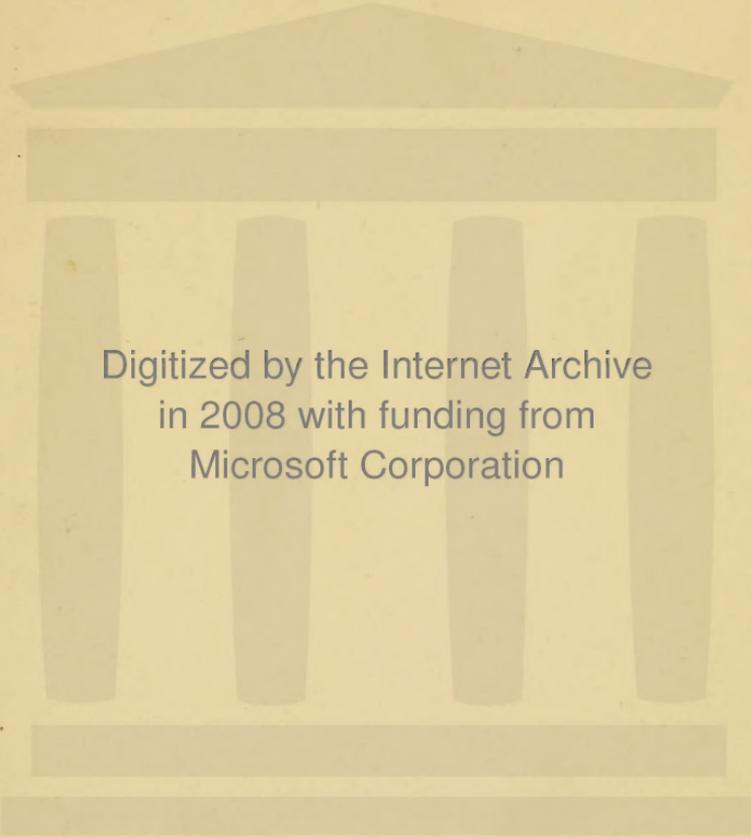 Digitized by the Internet Archive
in 2008 with funding from
Microsoft Corporation